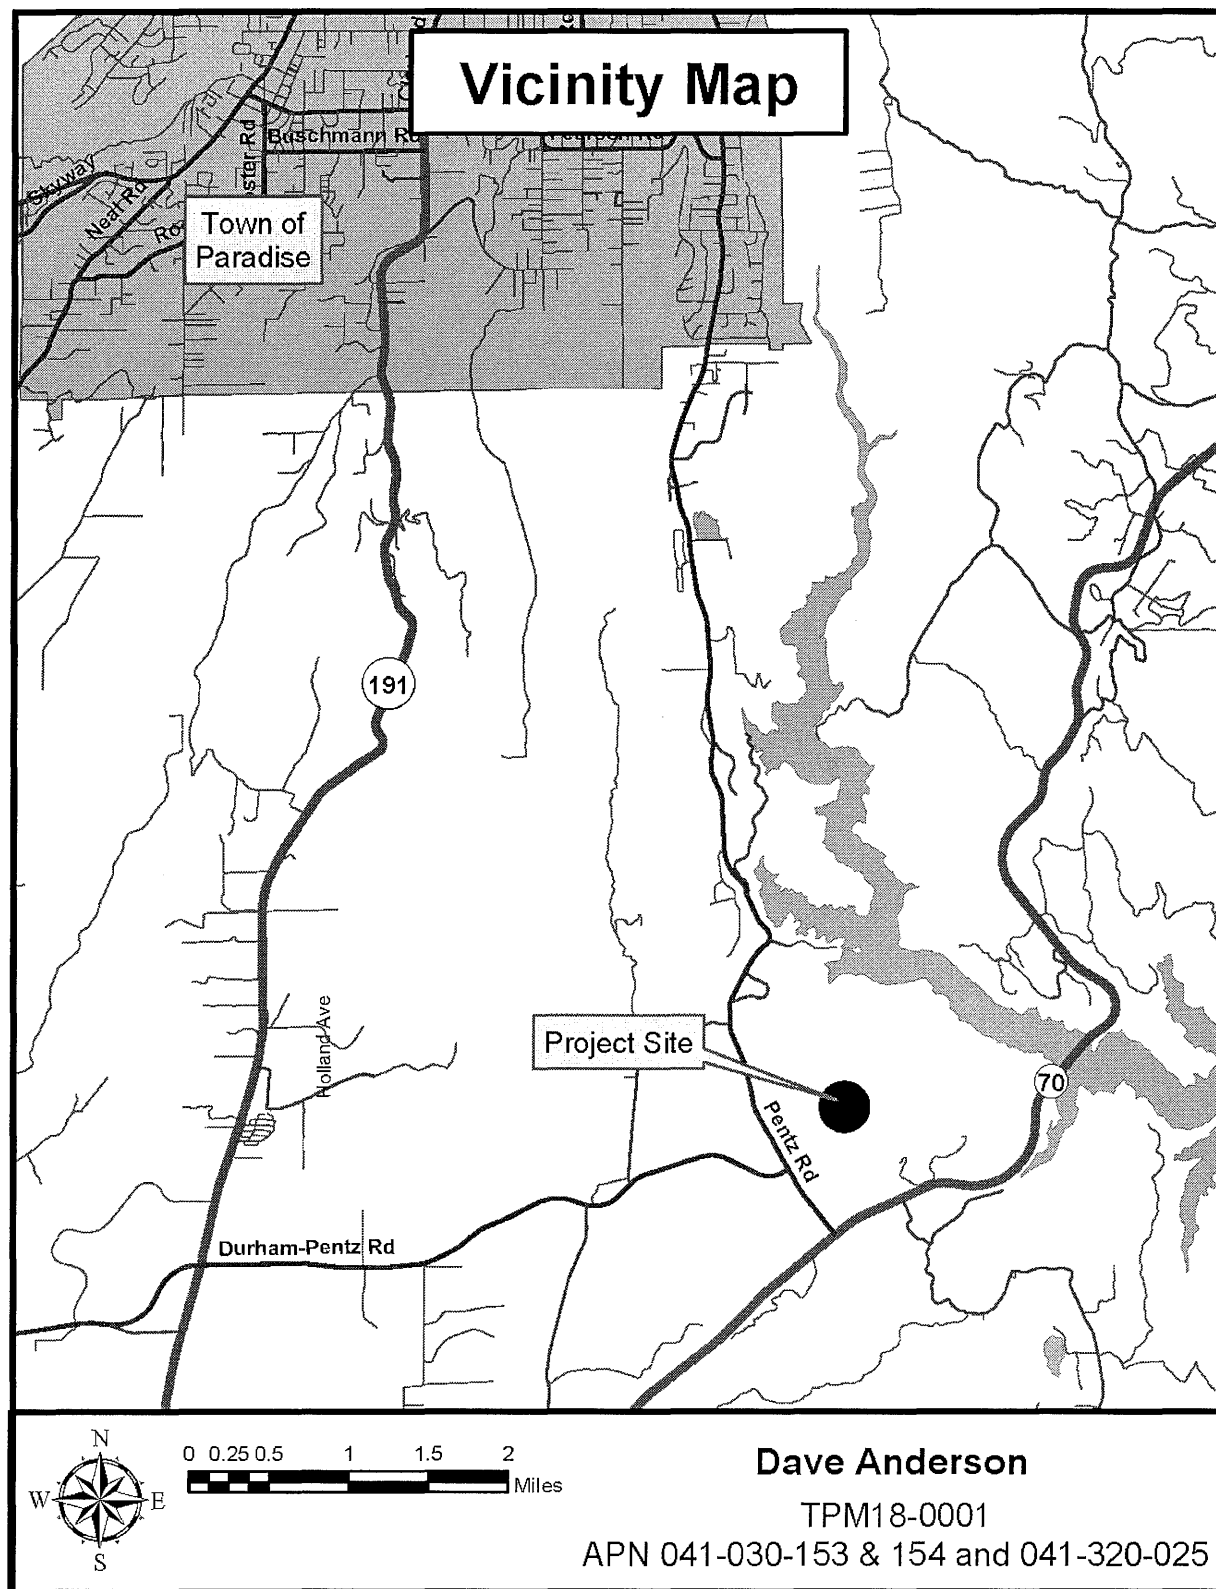 Vicinity Map
Buschmann Rd
Skyway
Neal Rd
Town of
Paradise
191
Holland Ave
Project Site
70
Pentz Rd
Durham-Pentz Rd
N
W
E
S
0 0.25 0.5 1 1.5 2
Miles
Dave Anderson
TPM18-0001
APN 041-030-153 & 154 and 041-320-025